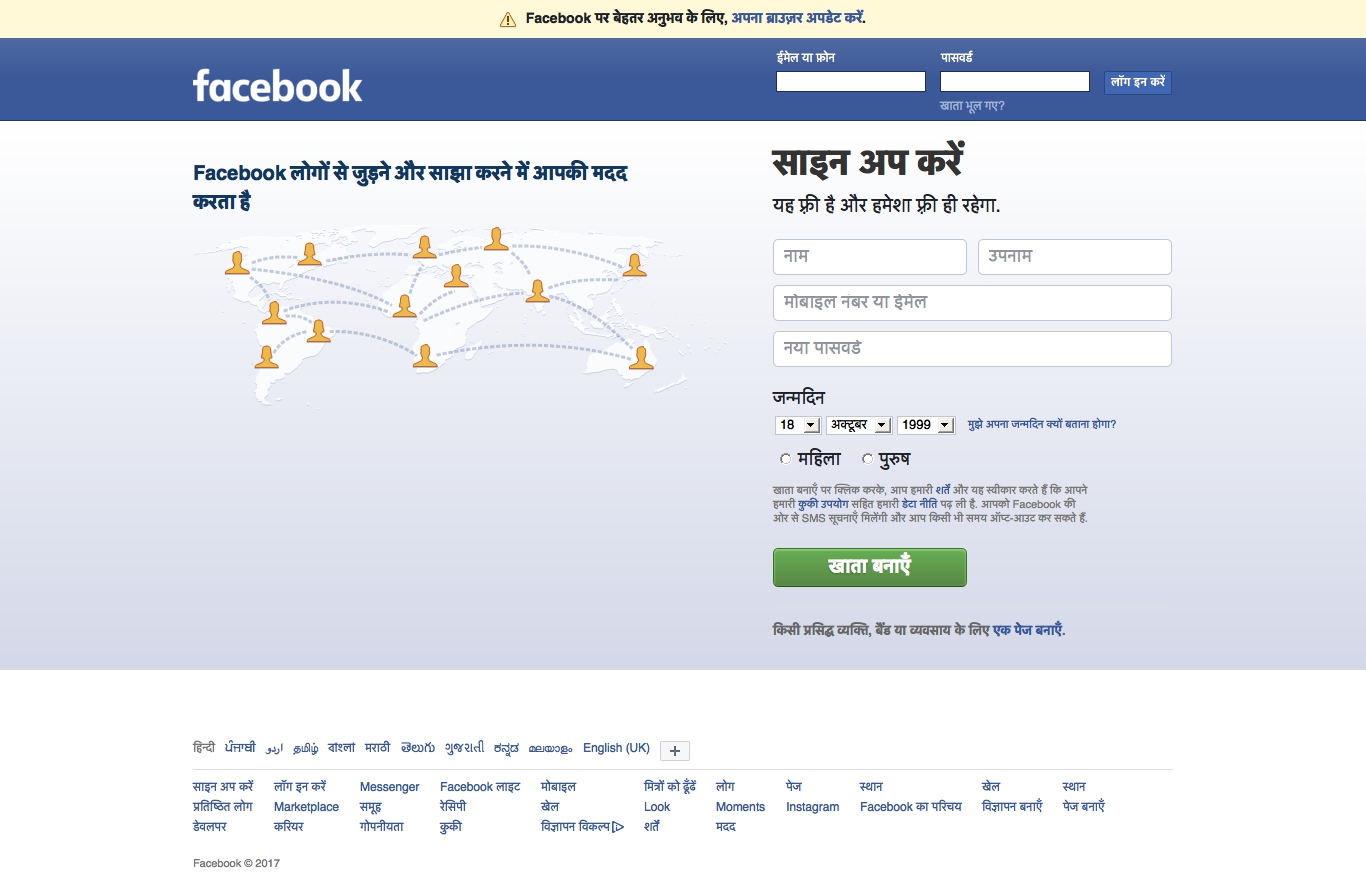 Facebook पर बेहतर अनुभव के लिए, अपना ब्राउज़र अपडेट करें.
facebook
ईमेल या फ़ोन
पासवर्ड
लॉग इन करें
खाता भूल गए?
Facebook लोगों से जुड़ने और साझा करने में आपकी मदद
करता है
साइन अप करें
यह फ़्री है और हमेशा फ़्री ही रहेगा.
नाम
उपनाम
मोबाइल नंबर या ईमेल
नया पासवर्ड
जन्मदिन
18 अक्टूबर 1999 मुझे अपना जन्मदिन क्यों बताना होगा?
महिला पुरुष
खाता बनाएँ पर क्लिक करके, आप हमारी शर्तें और यह स्वीकार करते हैं कि आपने
हमारी कुकी उपयोग सहित हमारी डेटा नीति पढ़ ली है. आपको Facebook की
ओर से SMS सूचनाएँ मिलेंगी और आप किसी भी समय ऑप्ट-आउट कर सकते हैं.
खाता बनाएँ
किसी प्रसिद्ध व्यक्ति, बैंड या व्यवसाय के लिए एक पेज बनाएँ.
हिन्दी ਪੰਜਾਬੀ اردو தமிழ் বাংলা मराठी తెలుగు ગુજરાતી ಕನ್ನಡ മലയാളം English (UK) +
साइन अप करें लॉग इन करें Messenger Facebook लाइट मोबाइल मित्रों को ढूँढें लोग पेज स्थान खेल स्थान
प्रतिष्ठित लोग Marketplace समूह रेसिपी खेल Look Moments Instagram Facebook का परिचय विज्ञापन बनाएँ पेज बनाएँ
डेवलपर करियर गोपनीयता कुकी विज्ञापन विकल्प शर्तें मदद
Facebook © 2017